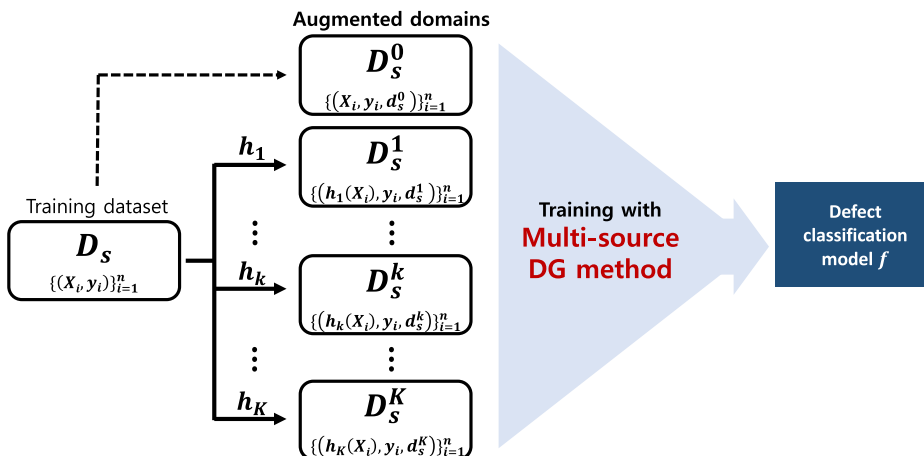 Augmented domains
D_s^0
{(X_i, y_i, d_s^0)}_{i=1}^n
h_1
D_s^1
{(h_1(X_i), y_i, d_s^1)}_{i=1}^n
Training dataset
D_s
{(X_i, y_i)}_{i=1}^n
⋮ ⋮
h_k
D_s^k
{(h_k(X_i), y_i, d_s^k)}_{i=1}^n
⋮ ⋮
h_K
D_s^K
{(h_K(X_i), y_i, d_s^K)}_{i=1}^n
Training with
Multi-source
DG method
Defect
classification
model f